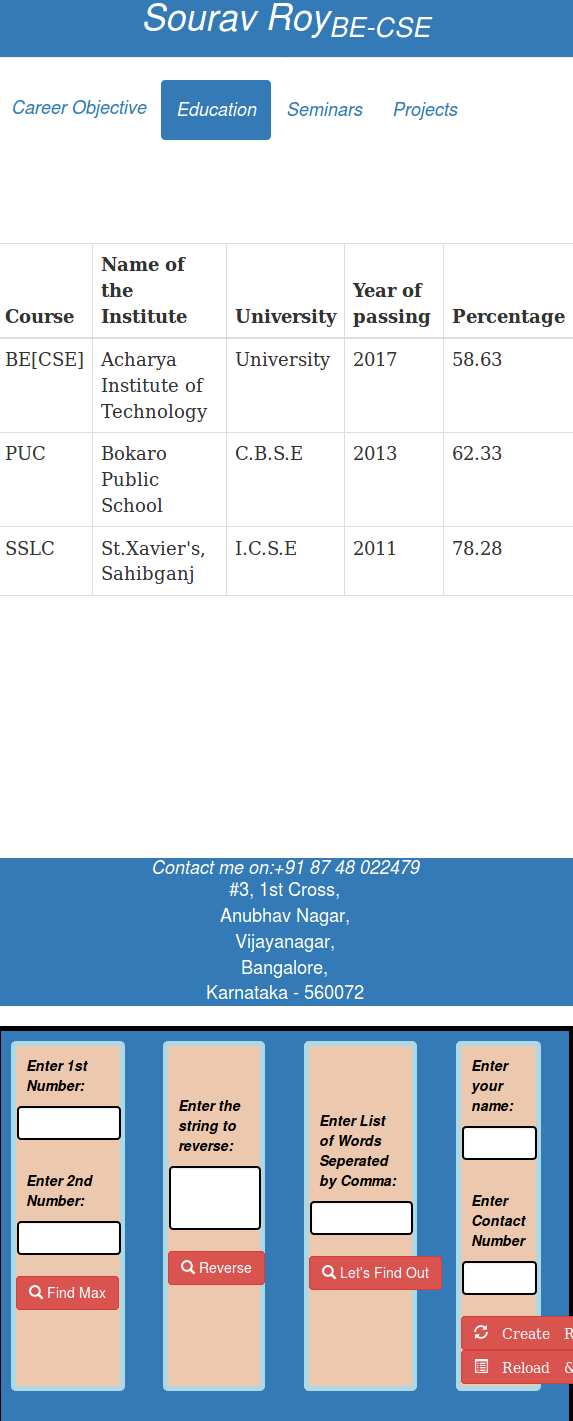 Sourav Roy BE-CSE
Career Objective Education Seminars Projects
Course Name of the Institute University Year of passing Percentage
BE[CSE] Acharya Institute of Technology University 2017 58.63
PUC Bokaro Public School C.B.S.E 2013 62.33
SSLC St.Xavier's, Sahibganj I.C.S.E 2011 78.28
Contact me on:+91 87 48 022479
#3, 1st Cross,
Anubhav Nagar,
Vijayanagar,
Bangalore,
Karnataka - 560072
Enter 1st
Number:
Enter 2nd
Number:
Find Max
Enter the
string to
reverse:
Reverse
Enter List
of Words
Seperated
by Comma:
Let's Find Out
Enter
your
name:
Enter
Contact
Number
Create R
Reload &